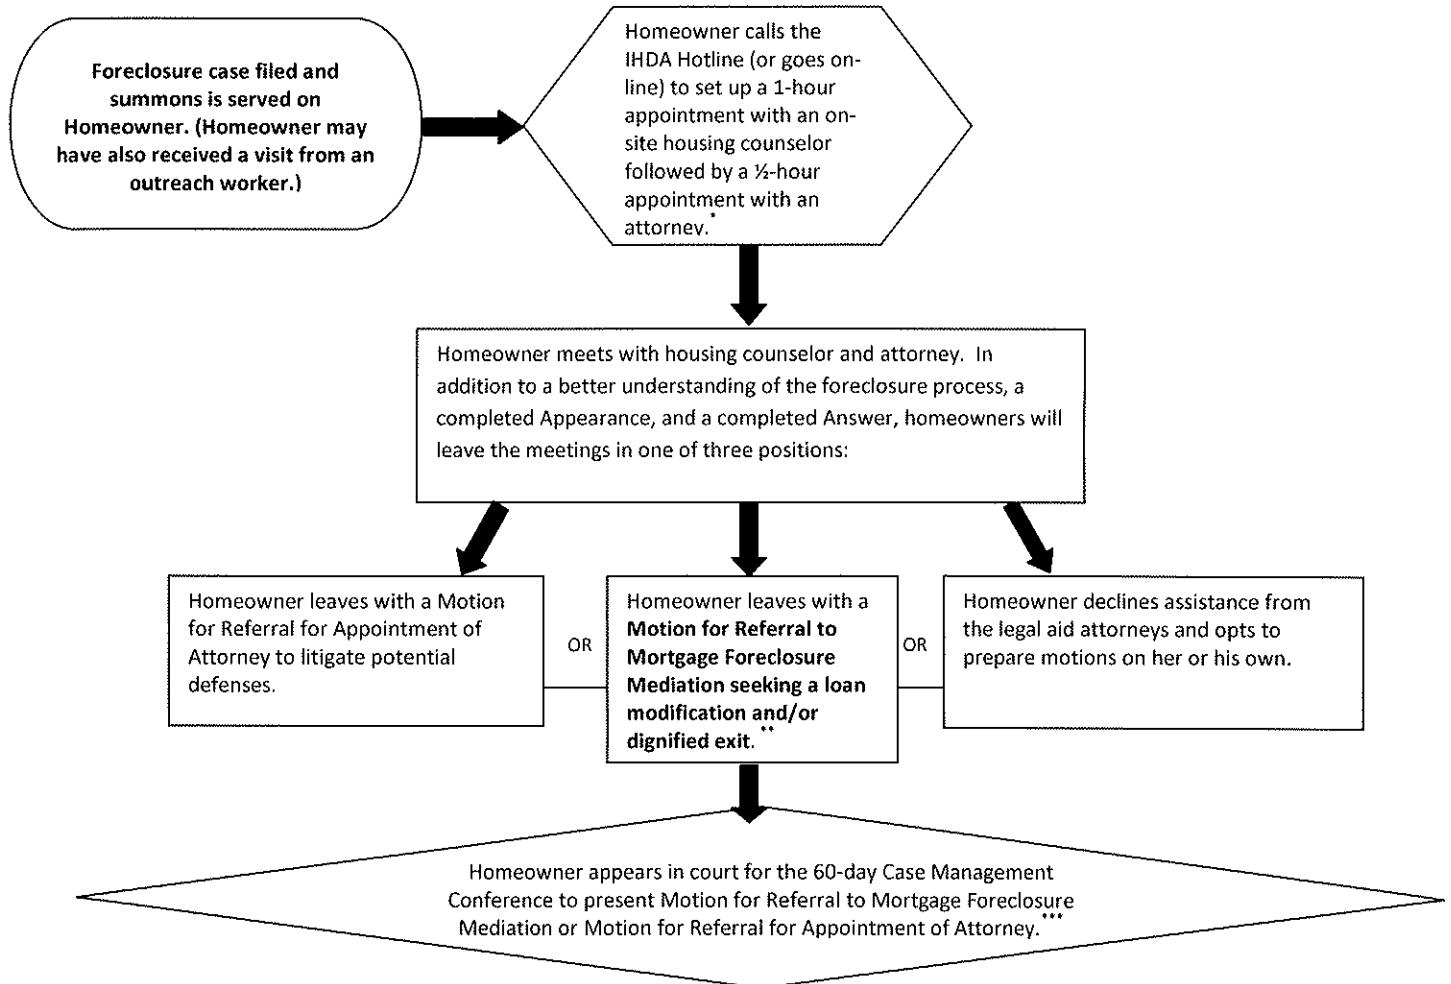 Foreclosure case filed and
summons is served on
Homeowner. (Homeowner may
have also received a visit from an
outreach worker.)
Homeowner calls the
IHDA Hotline (or goes on-
line) to set up a 1-hour
appointment with an on-
site housing counselor
followed by a ½-hour
appointment with an
attorney.*
Homeowner meets with housing counselor and attorney. In
addition to a better understanding of the foreclosure process, a
completed Appearance, and a completed Answer, homeowners will
leave the meetings in one of three positions:
Homeowner leaves with a Motion
for Referral for Appointment of
Attorney to litigate potential
defenses.
OR
Homeowner leaves with a
Motion for Referral to
Mortgage Foreclosure
Mediation seeking a loan
modification and/or
dignified exit. **
OR
Homeowner declines assistance from
the legal aid attorneys and opts to
prepare motions on her or his own.
Homeowner appears in court for the 60-day Case Management
Conference to present Motion for Referral to Mortgage Foreclosure
Mediation or Motion for Referral for Appointment of Attorney.***